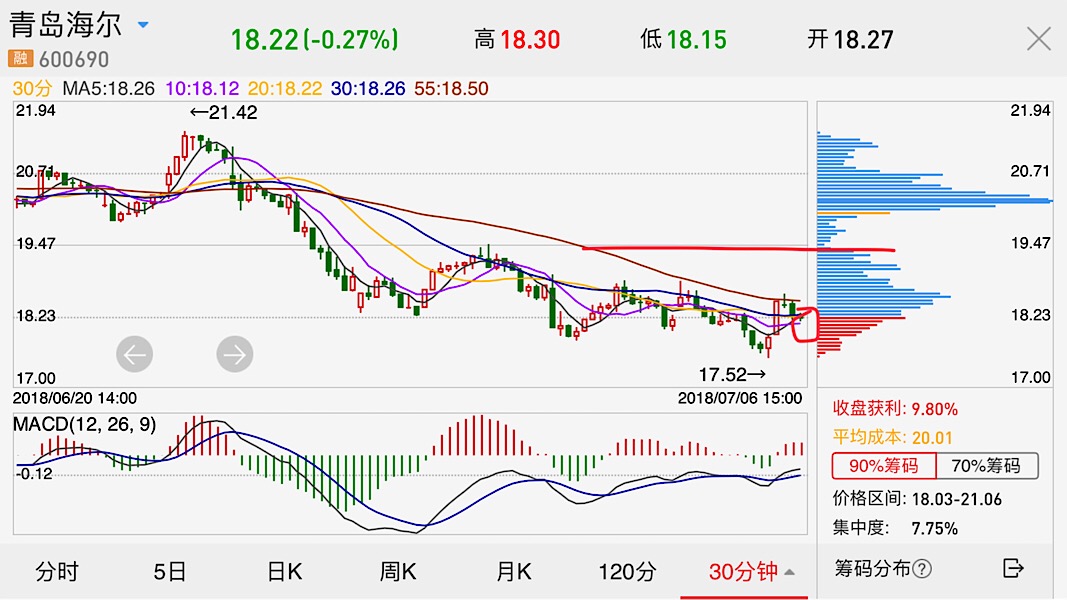 青岛海尔
18.22(-0.27%) 高18.30 低18.15 开18.27
融 600690
30分 MA5:18.26 10:18.12 20:18.22 30:18.26 55:18.50
21.94 ←21.42 21.94
20.71 20.71
19.47 19.47
18.23 18.23
17.52→
17.00 17.00
2018/06/20 14:00 2018/07/06 15:00
MACD(12, 26, 9)
-0.12
收盘获利: 9.80%
平均成本: 20.01
90%筹码 70%筹码
价格区间: 18.03-21.06
集中度: 7.75%
筹码分布?
分时 5日 日K 周K 月K 120分 30分钟